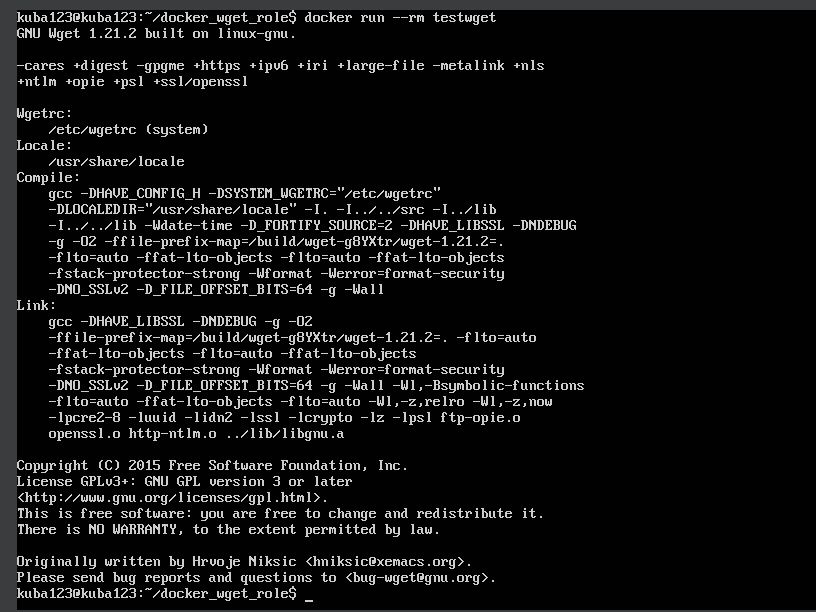 kuba123@kuba123:~/docker_wget_role$ docker run --rm testwget
GNU Wget 1.21.2 built on linux-gnu.

-cares +digest -gpgme +https +ipv6 +iri +large-file -metalink +nls
+ntlm +opie +psl +ssl/openssl

Wgetrc:
    /etc/wgetrc (system)
Locale:
    /usr/share/locale
Compile:
    gcc -DHAVE_CONFIG_H -DSYSTEM_WGETRC="/etc/wgetrc"
    -DLOCALEDIR="/usr/share/locale" -I. -I../../src -I../lib
    -I../../lib -Wdate-time -D_FORTIFY_SOURCE=2 -DHAVE_LIBSSL -DNDEBUG
    -g -O2 -ffile-prefix-map=/build/wget-g8YXtr/wget-1.21.2=.
    -flto=auto -ffat-lto-objects -flto=auto -ffat-lto-objects
    -fstack-protector-strong -Wformat -Werror=format-security
    -DNO_SSLv2 -D_FILE_OFFSET_BITS=64 -g -Wall
Link:
    gcc -DHAVE_LIBSSL -DNDEBUG -g -O2
    -ffile-prefix-map=/build/wget-g8YXtr/wget-1.21.2=. -flto=auto
    -ffat-lto-objects -flto=auto -ffat-lto-objects
    -fstack-protector-strong -Wformat -Werror=format-security
    -DNO_SSLv2 -D_FILE_OFFSET_BITS=64 -g -Wall -Wl,-Bsymbolic-functions
    -flto=auto -ffat-lto-objects -flto=auto -Wl,-z,relro -Wl,-z,now
    -lpcre2-8 -luuid -lidn2 -lssl -lcrypto -lz -lpsl ftp-opie.o
    openssl.o http-ntlm.o ../lib/libgnu.a

Copyright (C) 2015 Free Software Foundation, Inc.
License GPLv3+: GNU GPL version 3 or later
<http://www.gnu.org/licenses/gpl.html>.
This is free software: you are free to change and redistribute it.
There is NO WARRANTY, to the extent permitted by law.

Originally written by Hrvoje Niksic <hniksic@xemacs.org>.
Please send bug reports and questions to <bug-wget@gnu.org>.
kuba123@kuba123:~/docker_wget_role$ _